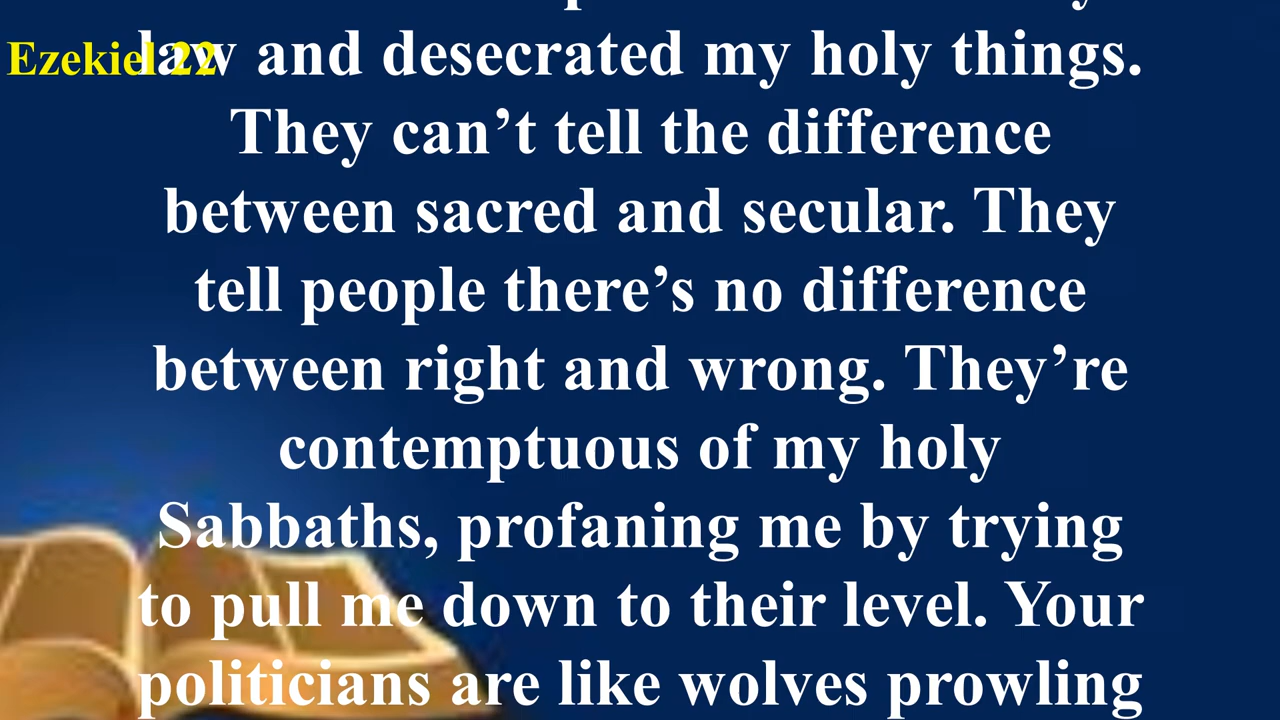 Ezekiel 22
law and desecrated my holy things.
They can’t tell the difference
between sacred and secular. They
tell people there’s no difference
between right and wrong. They’re
contemptuous of my holy
Sabbaths, profaning me by trying
to pull me down to their level. Your
politicians are like wolves prowling